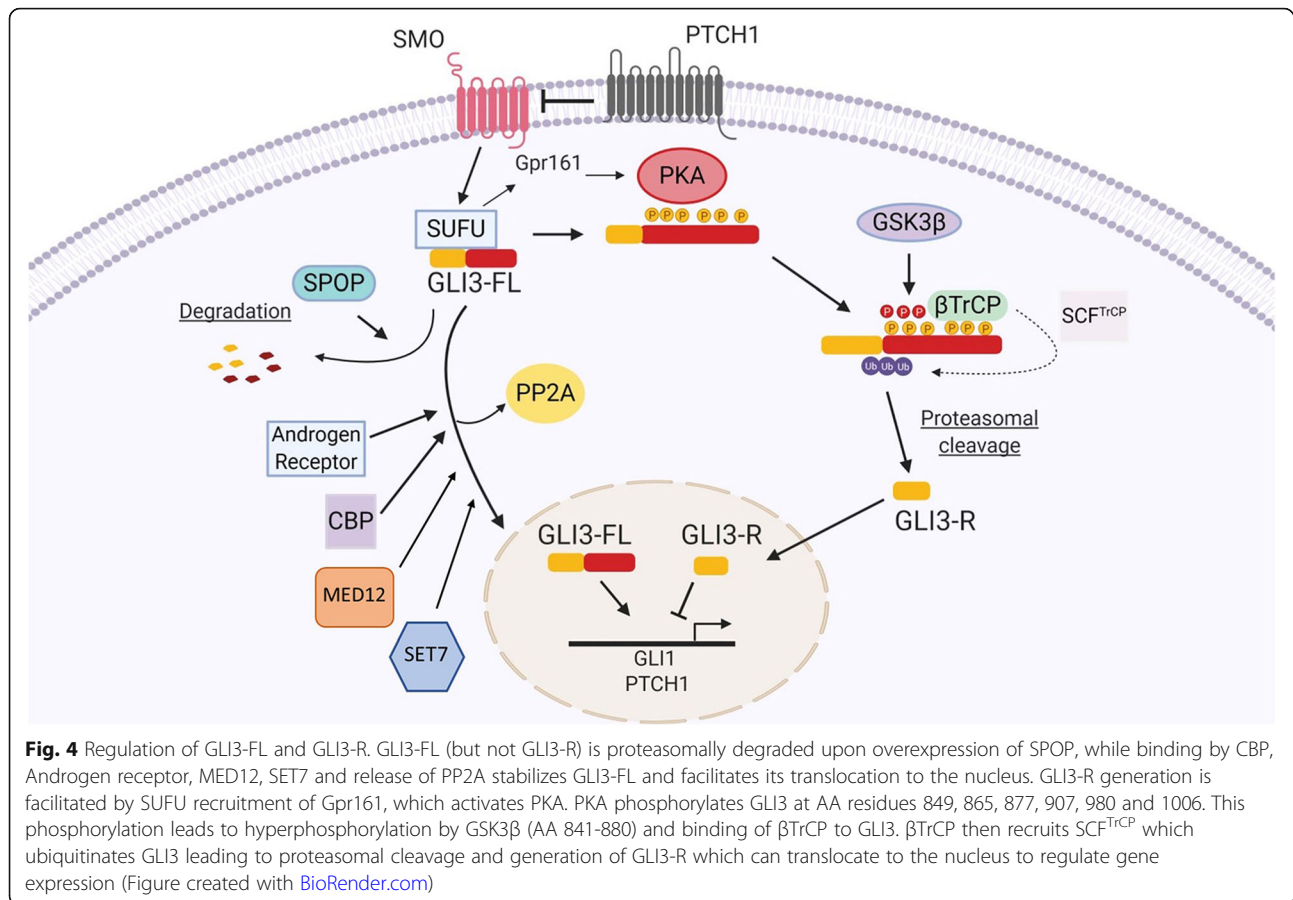 SMO
PTCH1
Gpr161
PKA
P P P P P P
SUFU
GLI3-FL
GSK3β
SPOP
Degradation
P P P
βTrCP
P P P P P P
SCFTrCP
Ub Ub Ub
PP2A
Androgen
Receptor
Proteasomal
cleavage
CBP
GLI3-R
GLI3-FL
GLI3-R
MED12
SET7
GLI1
PTCH1
Fig. 4 Regulation of GLI3-FL and GLI3-R. GLI3-FL (but not GLI3-R) is proteasomally degraded upon overexpression of SPOP, while binding by CBP,
Androgen receptor, MED12, SET7 and release of PP2A stabilizes GLI3-FL and facilitates its translocation to the nucleus. GLI3-R generation is
facilitated by SUFU recruitment of Gpr161, which activates PKA. PKA phosphorylates GLI3 at AA residues 849, 865, 877, 907, 980 and 1006. This
phosphorylation leads to hyperphosphorylation by GSK3β (AA 841-880) and binding of βTrCP to GLI3. βTrCP then recruits SCFTrCP which
ubiquitinates GLI3 leading to proteasomal cleavage and generation of GLI3-R which can translocate to the nucleus to regulate gene
expression (Figure created with BioRender.com)